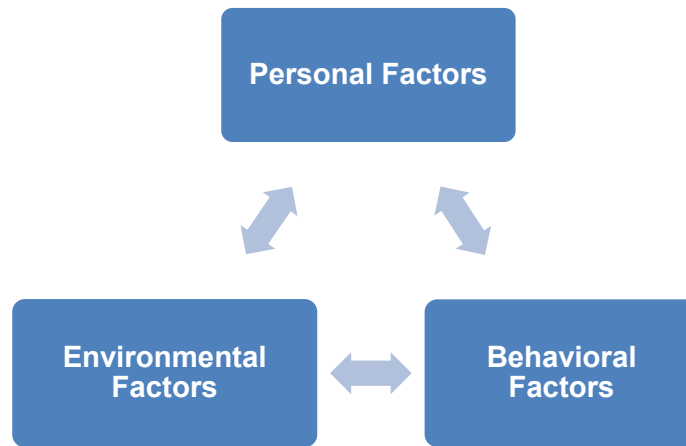 Personal Factors
Environmental
Factors
Behavioral
Factors